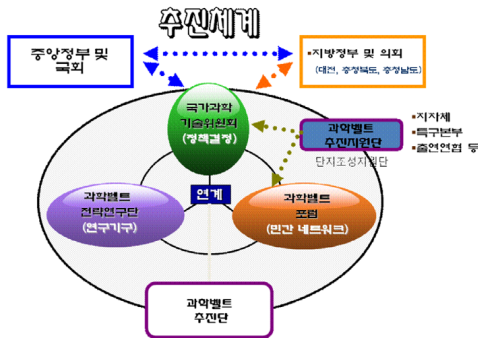 추진체계
중앙정부 및
국회
▪지방정부 및 의회
(대전, 충청북도, 충청남도)
국가과학
기술위원회
(정책결정)
과학벨트
추진지원단
단지조성지원단
▪지자체
▪특구본부
▪출연연협 등
과학벨트
전략연구단
(연구기구)
연계
과학벨트
포럼
(민간 네트워크)
과학벨트
추진단